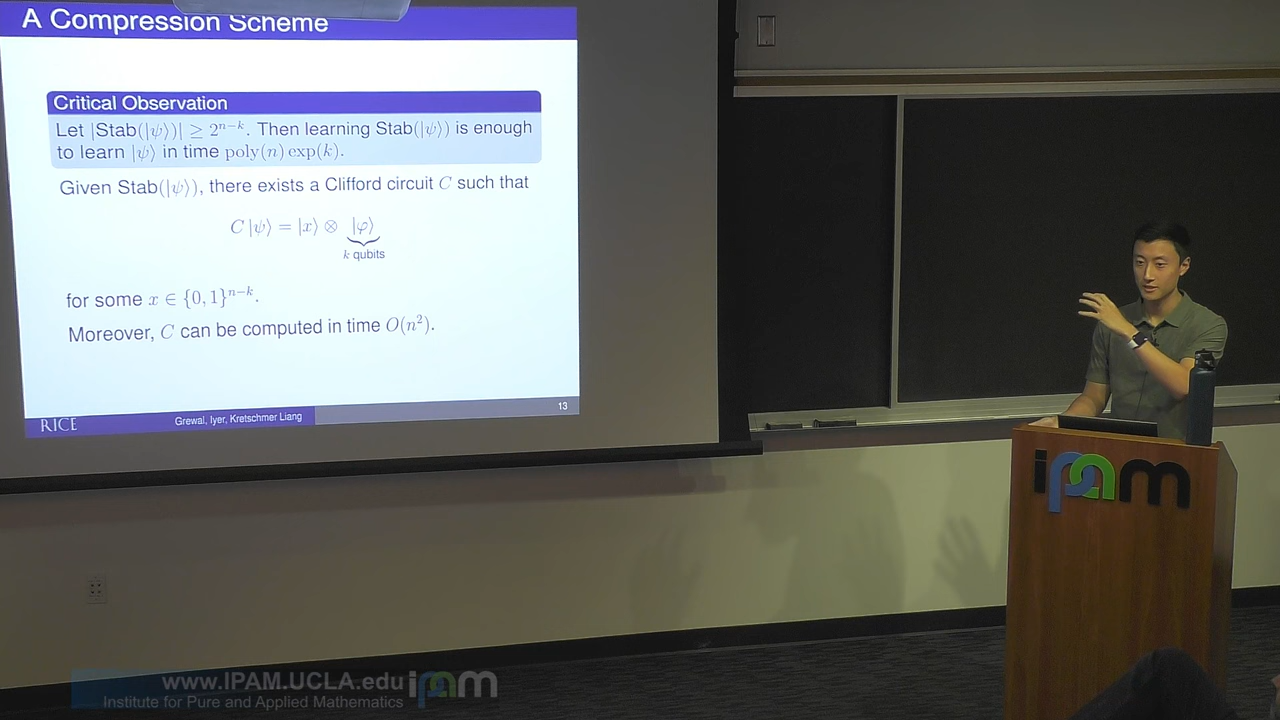 A Compression Scheme
Critical Observation
Let |Stab(|ψ⟩)| ≥ 2^{n−k}. Then learning Stab(|ψ⟩) is enough
to learn |ψ⟩ in time poly(n) exp(k).
Given Stab(|ψ⟩), there exists a Clifford circuit C such that
C |ψ⟩ = |x⟩ ⊗ |φ⟩
k qubits
for some x ∈ {0, 1}^{n−k}.
Moreover, C can be computed in time O(n²).
RICE
Grewal, Iyer, Kretschmer Liang
13
ipam
www.IPAM.UCLA.edu
Institute for Pure and Applied Mathematics
ipam